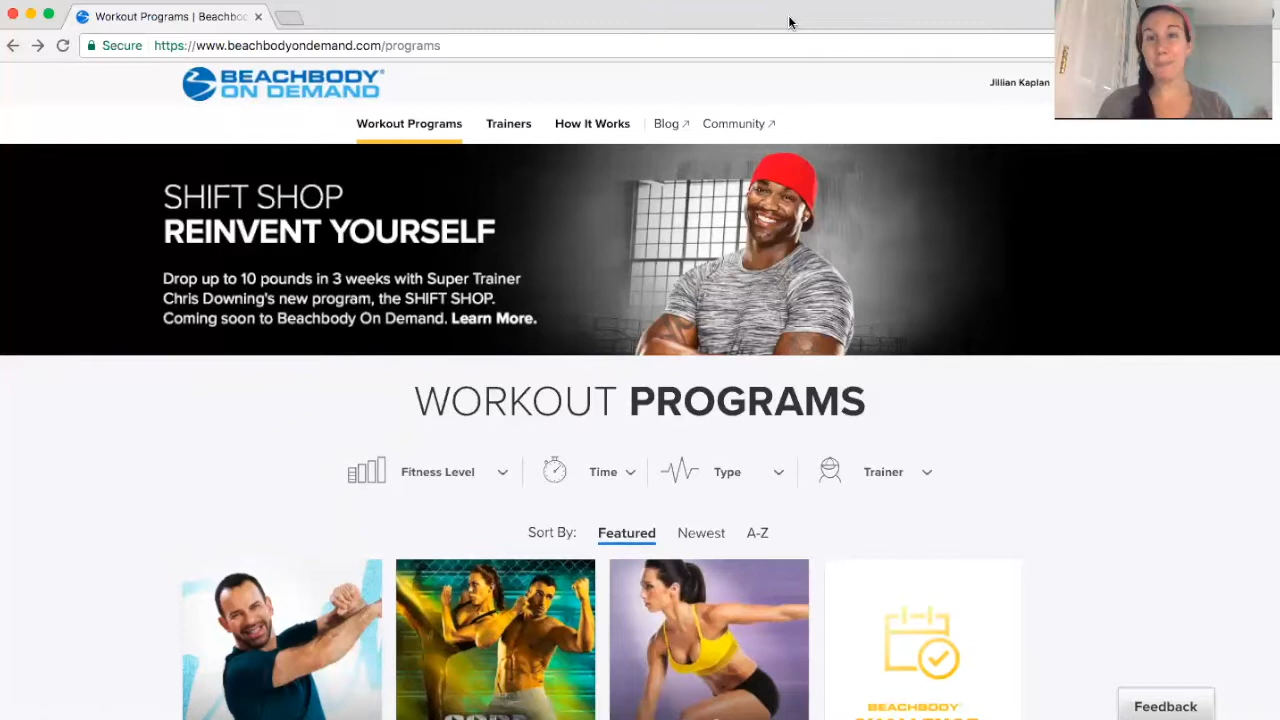 Workout Programs | Beachbo
Secure https://www.beachbodyondemand.com/programs
BEACHBODY®
ON DEMAND
Jillian Kaplan
Workout Programs Trainers How It Works Blog Community
SHIFT SHOP
REINVENT YOURSELF
Drop up to 10 pounds in 3 weeks with Super Trainer
Chris Downing's new program, the SHIFT SHOP.
Coming soon to Beachbody On Demand. Learn More.
WORKOUT PROGRAMS
Fitness Level Time Type Trainer
Sort By: Featured Newest A-Z
BEACHBODY®
Feedback